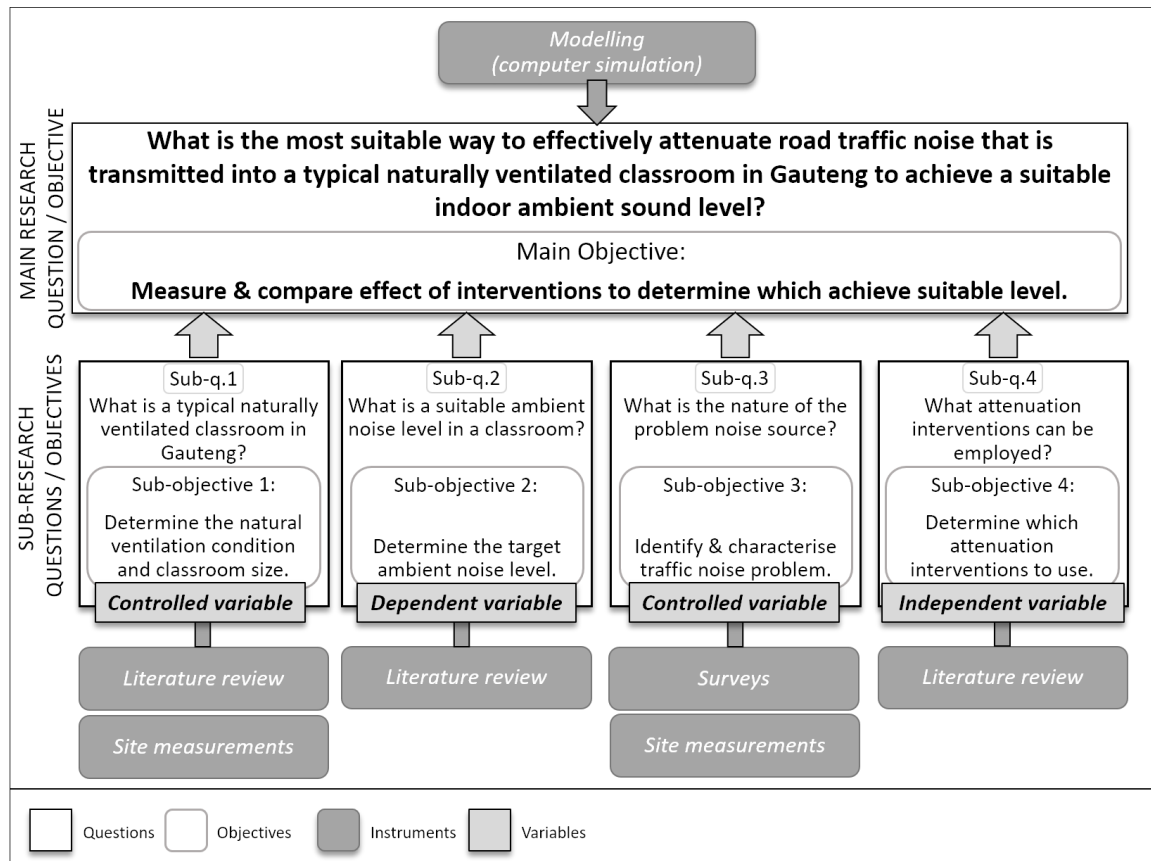 Modelling
(computer simulation)
MAIN RESEARCH
QUESTION / OBJECTIVE
What is the most suitable way to effectively attenuate road traffic noise that is
transmitted into a typical naturally ventilated classroom in Gauteng to achieve a suitable
indoor ambient sound level?
Main Objective:
Measure & compare effect of interventions to determine which achieve suitable level.
SUB-RESEARCH
QUESTIONS / OBJECTIVES
Sub-q.1
What is a typical naturally
ventilated classroom in
Gauteng?
Sub-objective 1:
Determine the natural
ventilation condition
and classroom size.
Controlled variable
Literature review
Site measurements
Sub-q.2
What is a suitable ambient
noise level in a classroom?
Sub-objective 2:
Determine the target
ambient noise level.
Dependent variable
Literature review
Sub-q.3
What is the nature of the
problem noise source?
Sub-objective 3:
Identify & characterise
traffic noise problem.
Controlled variable
Surveys
Site measurements
Sub-q.4
What attenuation
interventions can be
employed?
Sub-objective 4:
Determine which
attenuation
interventions to use.
Independent variable
Literature review
Questions
Objectives
Instruments
Variables